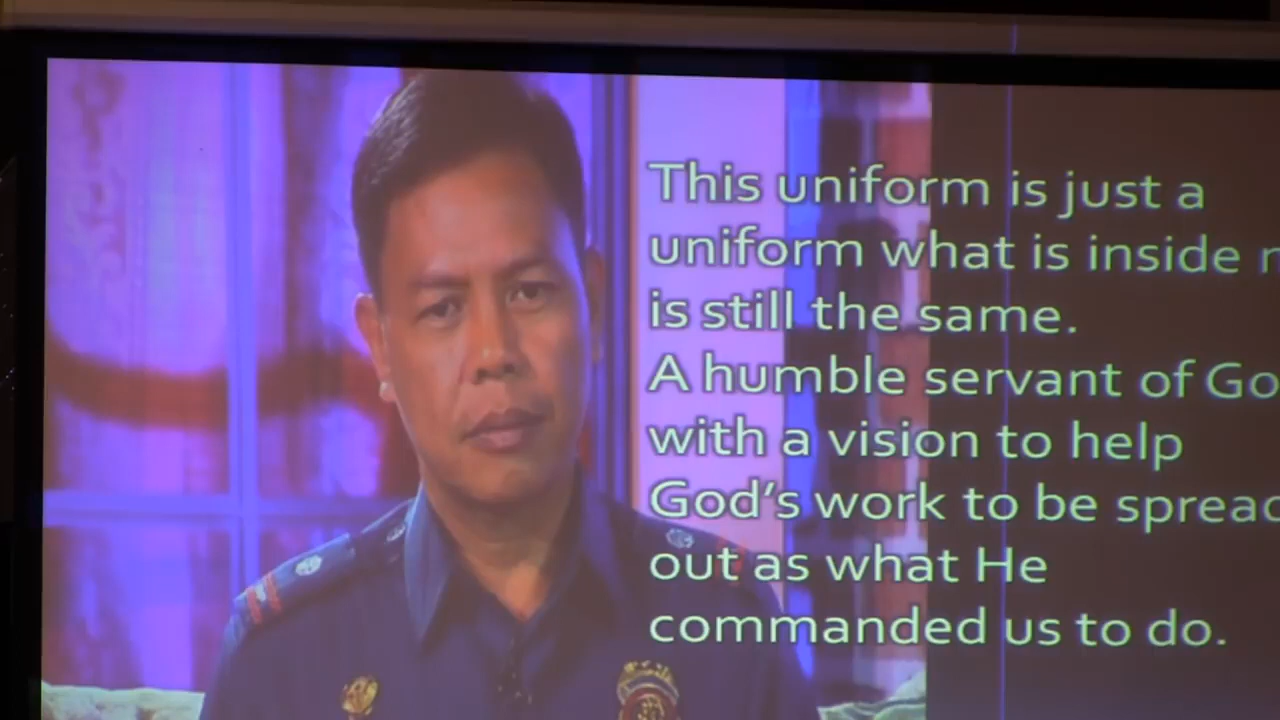 This uniform is just a
uniform what is inside
is still the same.
A humble servant of
with a vision to help
God's work to be
out as what He
commanded us to do.